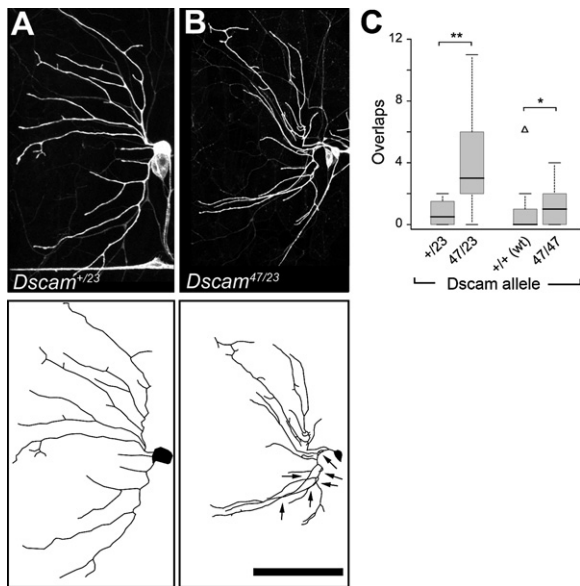 A
B
C
Dscam+/23
Dscam47/23
**
*
12
8
4
0
Overlaps
+/23
47/23
+/+ (wt)
47/47
Dscam allele